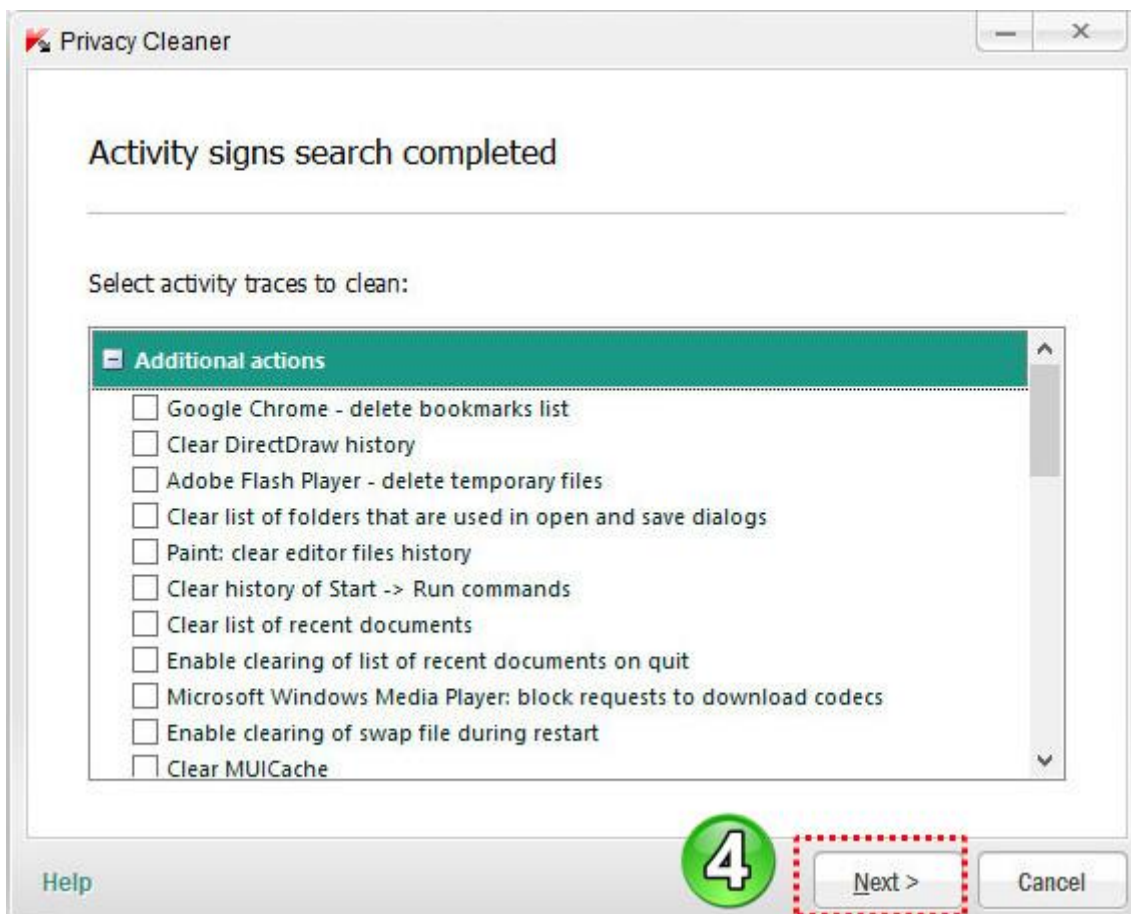 Privacy Cleaner
Activity signs search completed
Select activity traces to clean:
Additional actions
Google Chrome - delete bookmarks list
Clear DirectDraw history
Adobe Flash Player - delete temporary files
Clear list of folders that are used in open and save dialogs
Paint: clear editor files history
Clear history of Start -> Run commands
Clear list of recent documents
Enable clearing of list of recent documents on quit
Microsoft Windows Media Player: block requests to download codecs
Enable clearing of swap file during restart
Clear MUICache
Help
4
Next >
Cancel